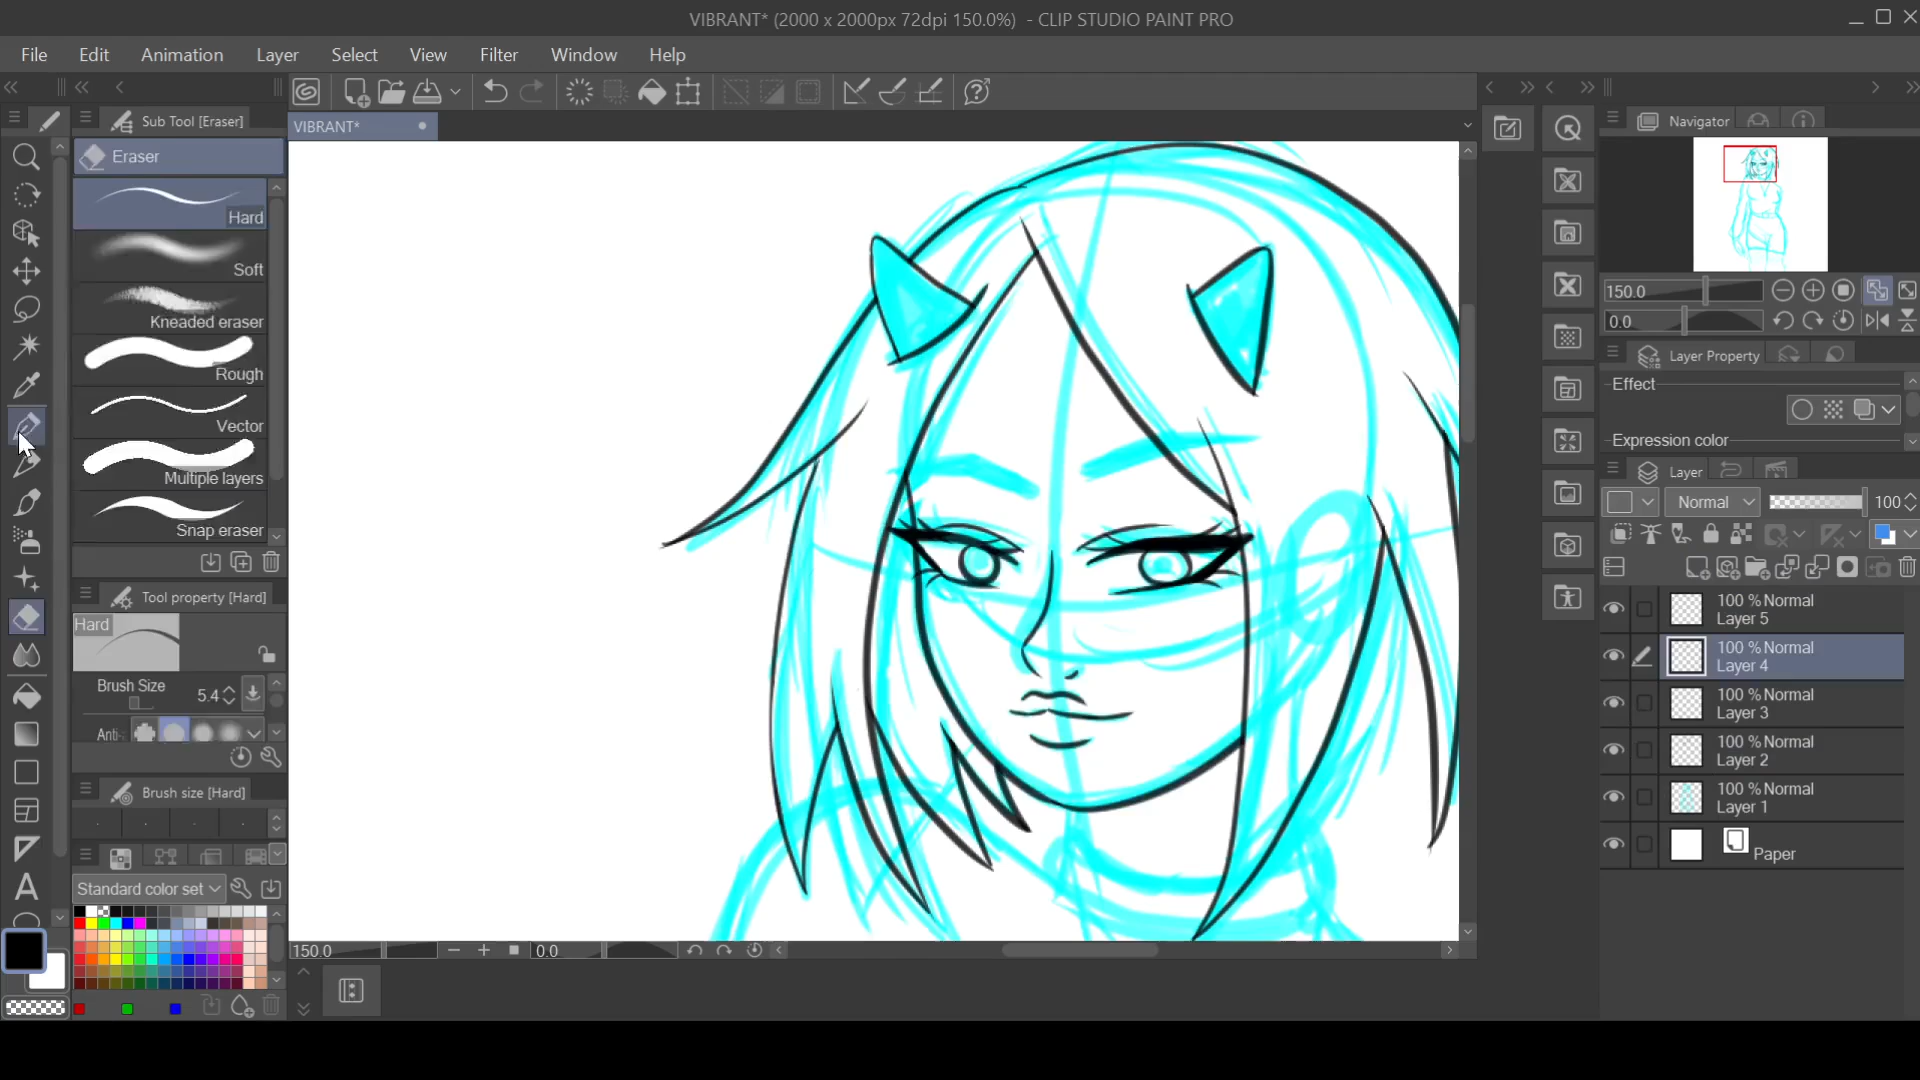 VIBRANT* (2000 x 2000px 72dpi 150.0%) - CLIP STUDIO PAINT PRO
File Edit Animation Layer Select View Filter Window Help
Sub Tool [Eraser]
VIBRANT*
Navigator
Eraser
Hard
Soft
Kneaded eraser
Rough
Vector
Multiple layers
Snap eraser
Tool property [Hard]
Hard
Brush Size 5.4
Anti-
Brush size [Hard]
Standard color set
150.0 0.0
150.0
0.0
Layer Property
Effect
Expression color
Layer
Normal 100
100 % Normal
Layer 5
100 % Normal
Layer 4
100 % Normal
Layer 3
100 % Normal
Layer 2
100 % Normal
Layer 1
Paper